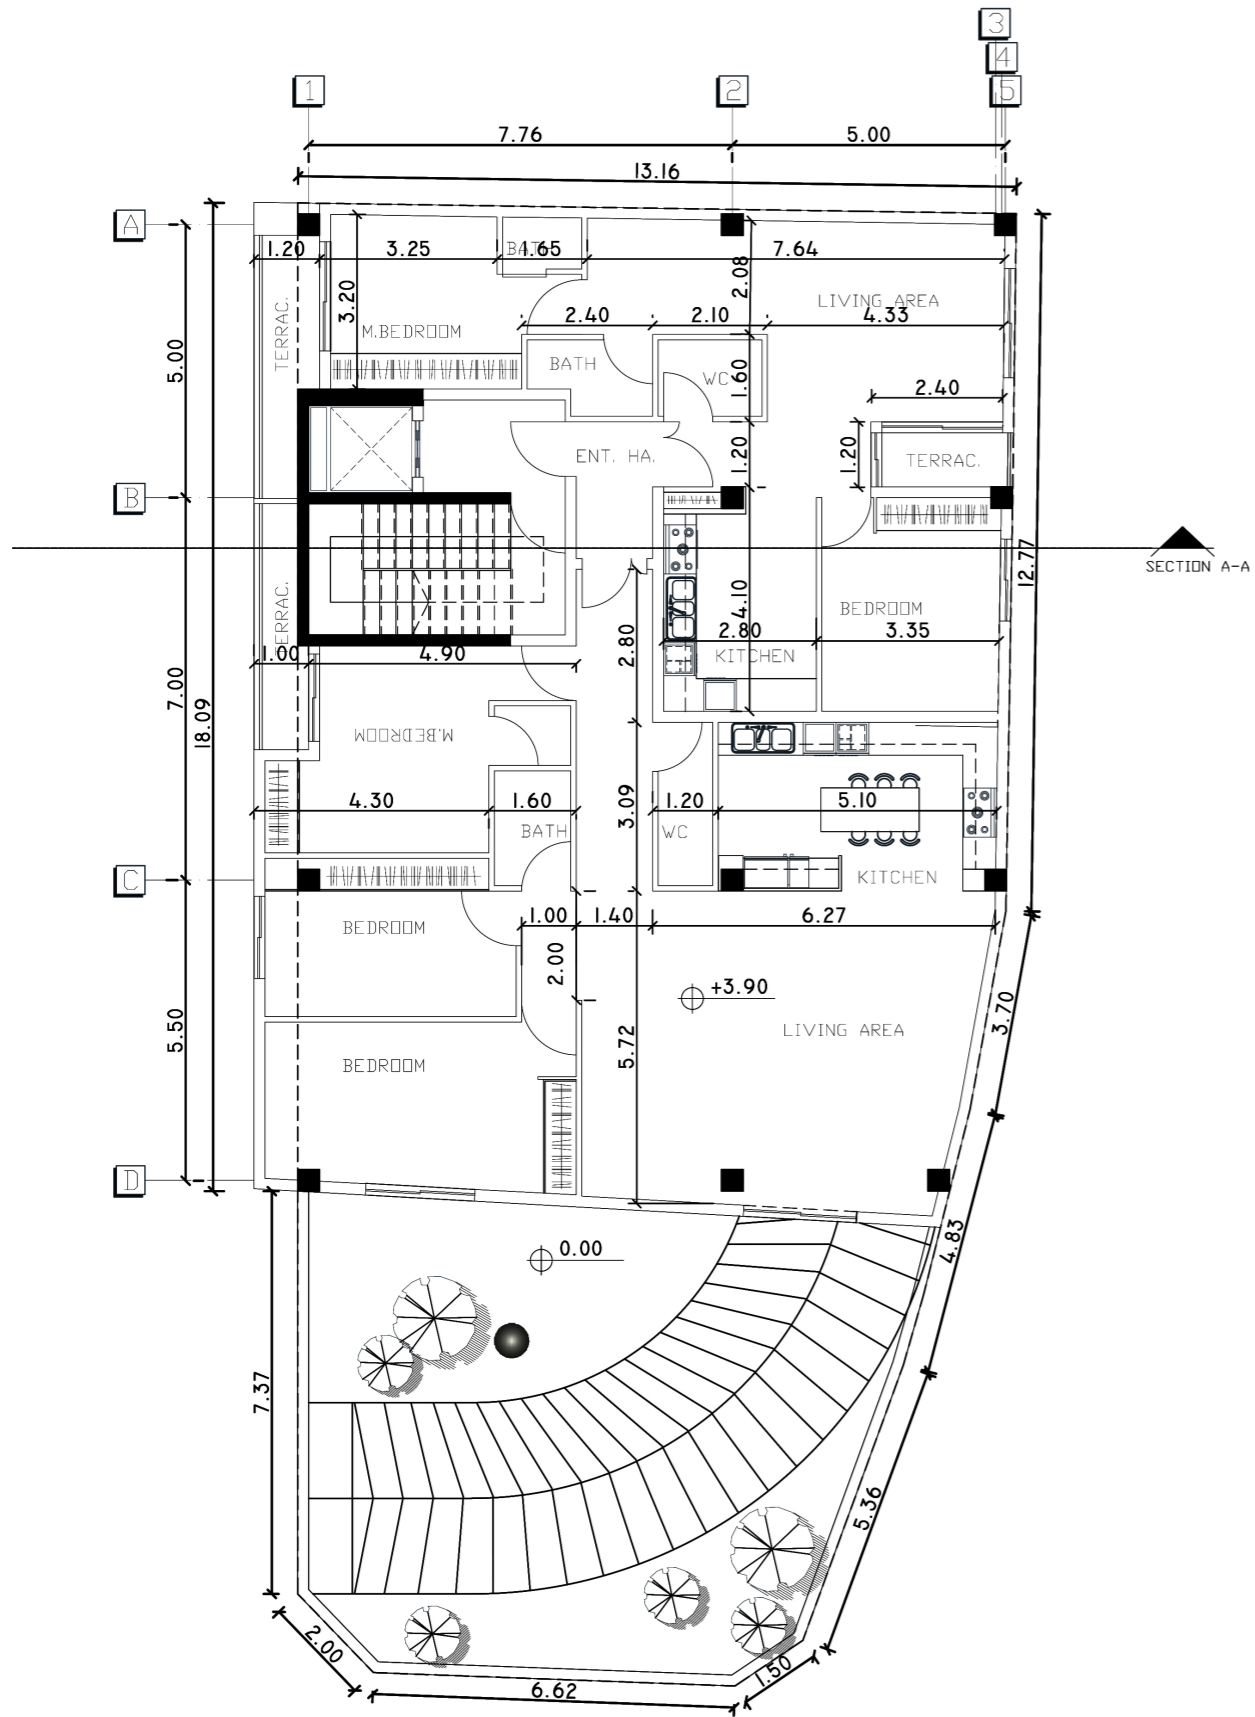 3
4
1
2
5
7.76
5.00
13.16
A
1.20
3.25
BATH
1.65
7.64
2.08
TERRAC.
3.20
LIVING AREA
M.BEDROOM
2.40
2.10
4.33
5.00
BATH
WC
1.60
2.40
1.20
1.20
ENT. HA.
TERRAC.
B
12.77
SECTION A-A
TERRAC.
4.10
BEDROOM
2.80
2.80
3.35
1.00
4.90
KITCHEN
7.00
18.09
M.BEDROOM
4.30
1.60
3.09
1.20
5.10
BATH
WC
C
KITCHEN
BEDROOM
1.00
1.40
6.27
2.00
+3.90
3.70
LIVING AREA
5.50
5.72
BEDROOM
D
4.83
0.00
7.37
5.36
2.00
1.50
6.62